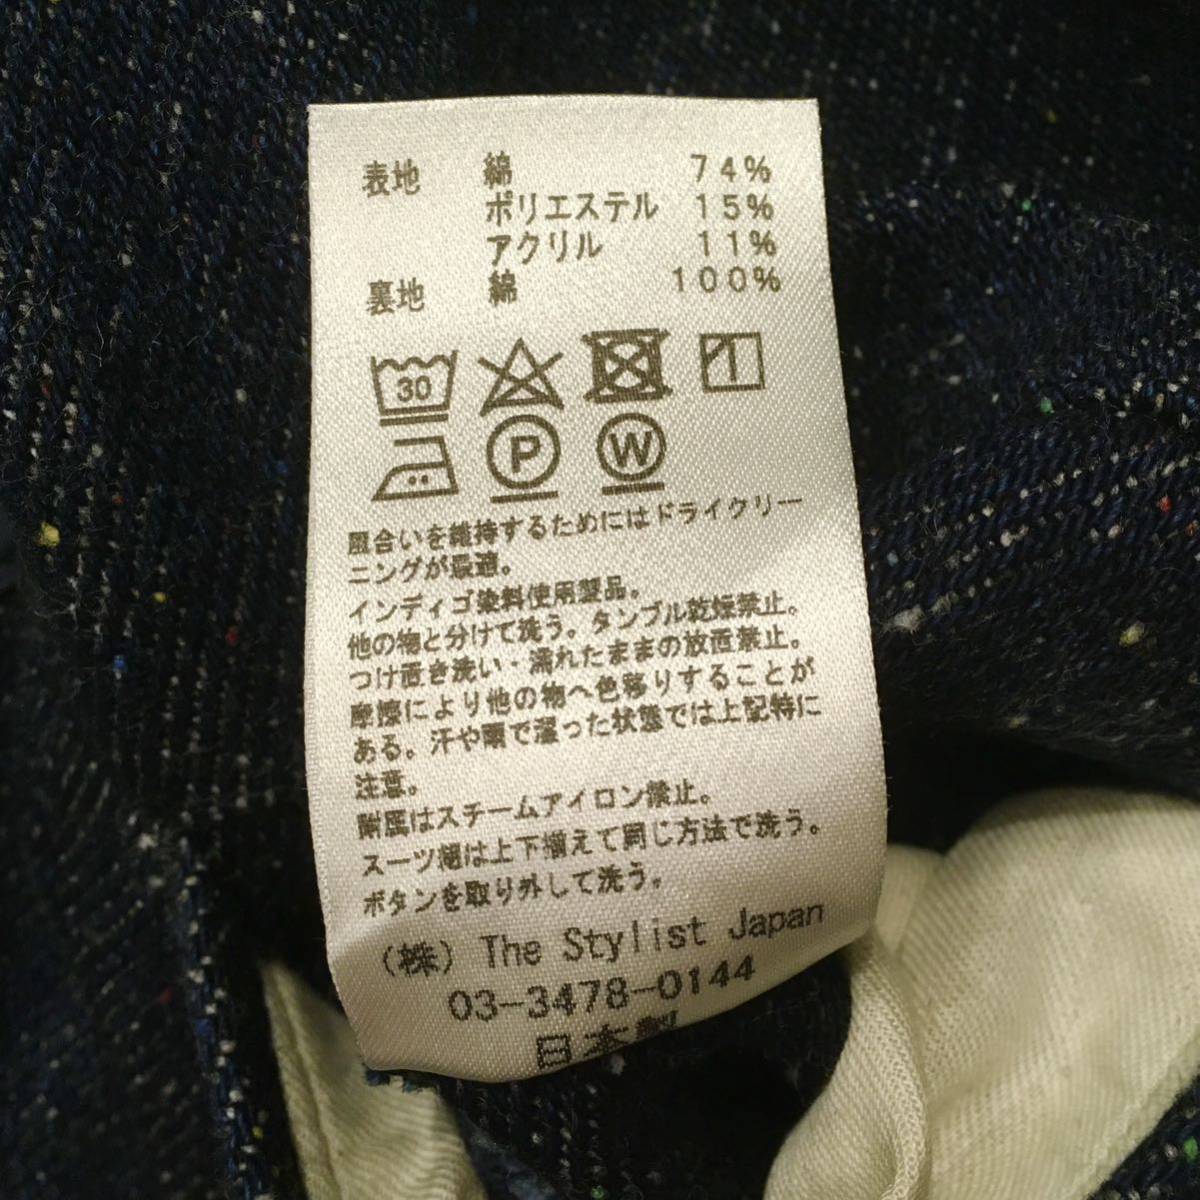 表地 綿 74%
ポリエステル 15%
アクリル 11%
裏地 綿 100%
30
P W
風合いを維持するためにはドライクリー
ニングが最適。
インディゴ染料使用製品。
他の物と分けて洗う。タンブル乾燥禁止。
つけ置き洗い・濡れたままの放置禁止。
摩擦により他の物へ色移りすることが
ある。汗や雨で湿った状態では上記特に
注意。
附属はスチームアイロン禁止。
スーツ類は上下揃えて同じ方法で洗う。
ボタンを取り外して洗う。
(株) The Stylist Japan
03-3478-0144
日本製